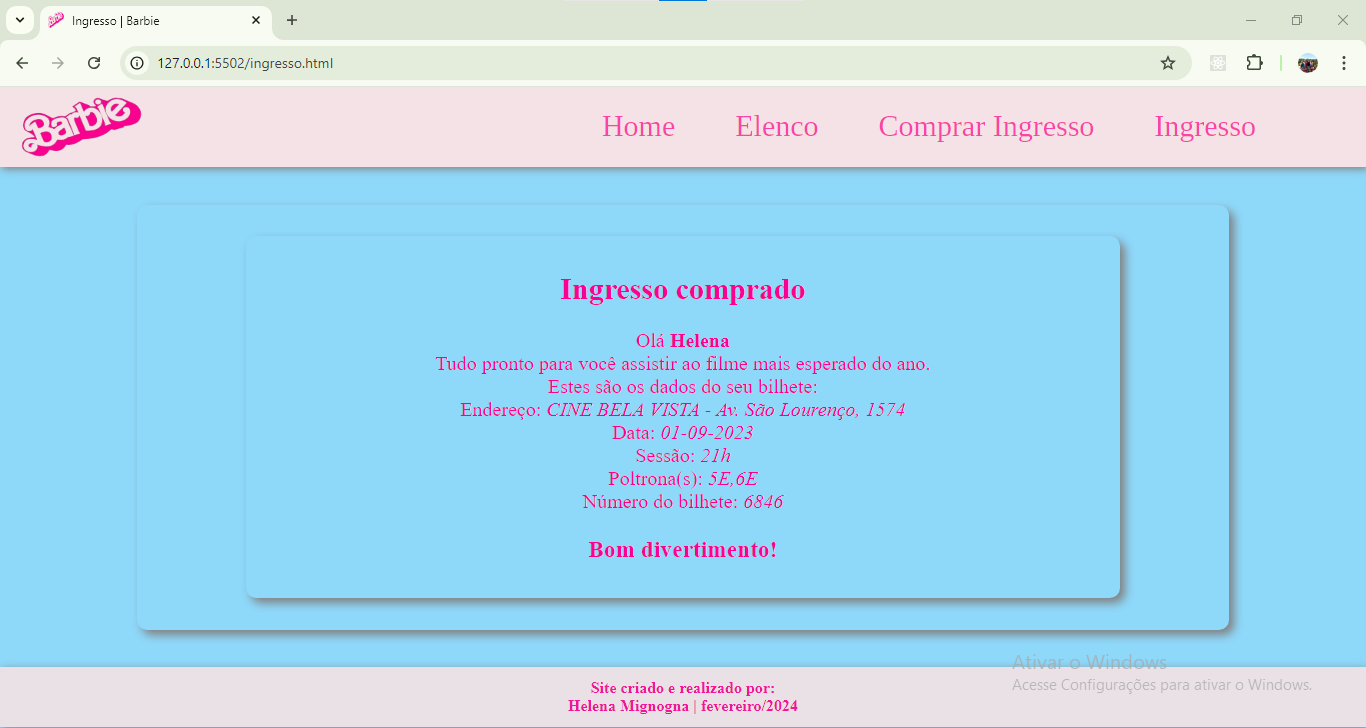 Ingresso | Barbie
127.0.0.1:5502/ingresso.html
Barbie
Home Elenco Comprar Ingresso Ingresso
Ingresso comprado
Olá Helena
Tudo pronto para você assistir ao filme mais esperado do ano.
Estes são os dados do seu bilhete:
Endereço: CINE BELA VISTA - Av. São Lourenço, 1574
Data: 01-09-2023
Sessão: 21h
Poltrona(s): 5E,6E
Número do bilhete: 6846
Bom divertimento!
Ativar o Windows
Acesse Configurações para ativar o Windows.
Site criado e realizado por:
Helena Mignogna | fevereiro/2024